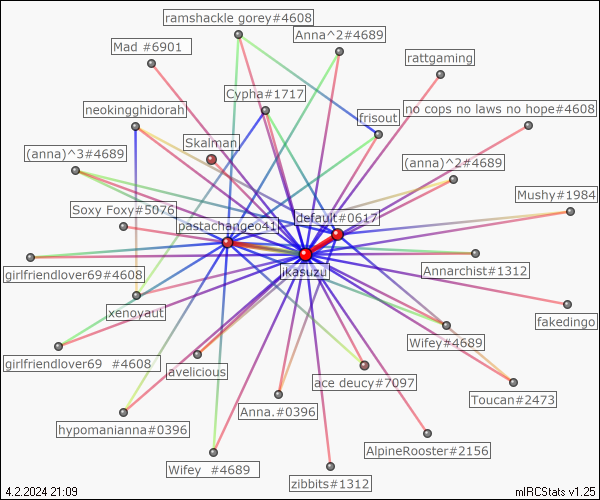 ramshackle gorey#4608
Anna^2#4689
Mad #6901
rattgaming
Cypha#1717
neokingghidorah
no cops no laws no hope#4608
frisout
Skalman
(anna)^3#4689
(anna)^2#4689
Mushy#1984
Soxy Foxy#5076
default#0617
pastachangeo41
jkasuzu
girlfriendlover69#4608
Annarchist#1312
xenoyaut
fakedingo
Wifey#4689
girlfriendlover69 #4608
avelicious
ace deucy#7097
Toucan#2473
Anna.#0396
hypomanianna#0396
AlpineRooster#2156
Wifey #4689
zibbits#1312
4.2.2024 21:09
mIRCStats v1.25